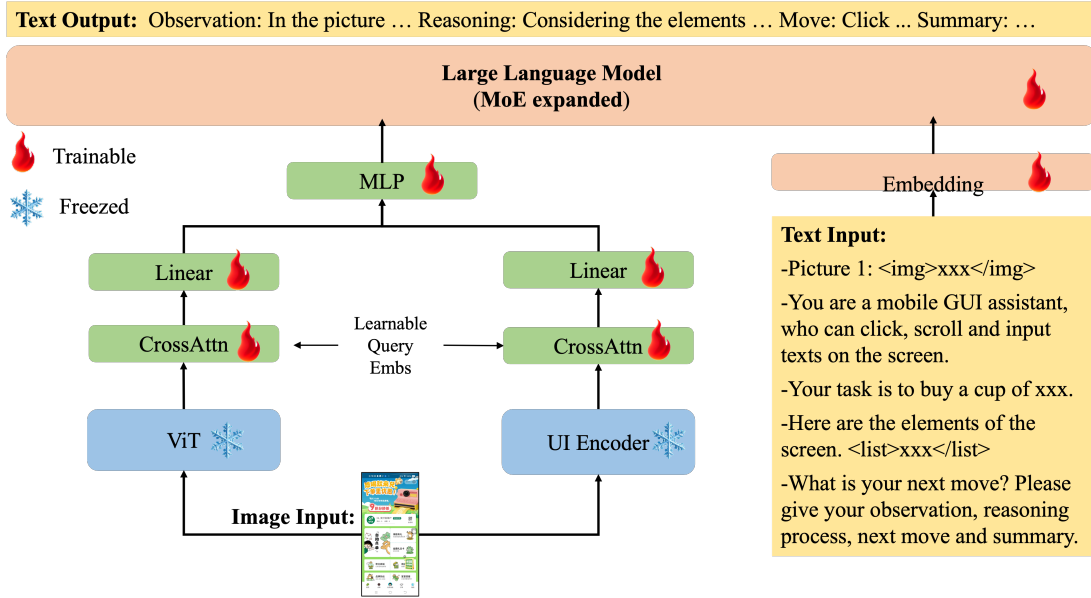 Text Output: Observation: In the picture … Reasoning: Considering the elements … Move: Click ... Summary: …
Large Language Model
(MoE expanded)
Trainable
Freezed
MLP
Embedding
Linear
Linear
CrossAttn
Learnable
Query
Embs
CrossAttn
ViT
UI Encoder
Image Input:
Text Input:
-Picture 1: <img>xxx</img>
-You are a mobile GUI assistant,
who can click, scroll and input
texts on the screen.
-Your task is to buy a cup of xxx.
-Here are the elements of the
screen. <list>xxx</list>
-What is your next move? Please
give your observation, reasoning
process, next move and summary.